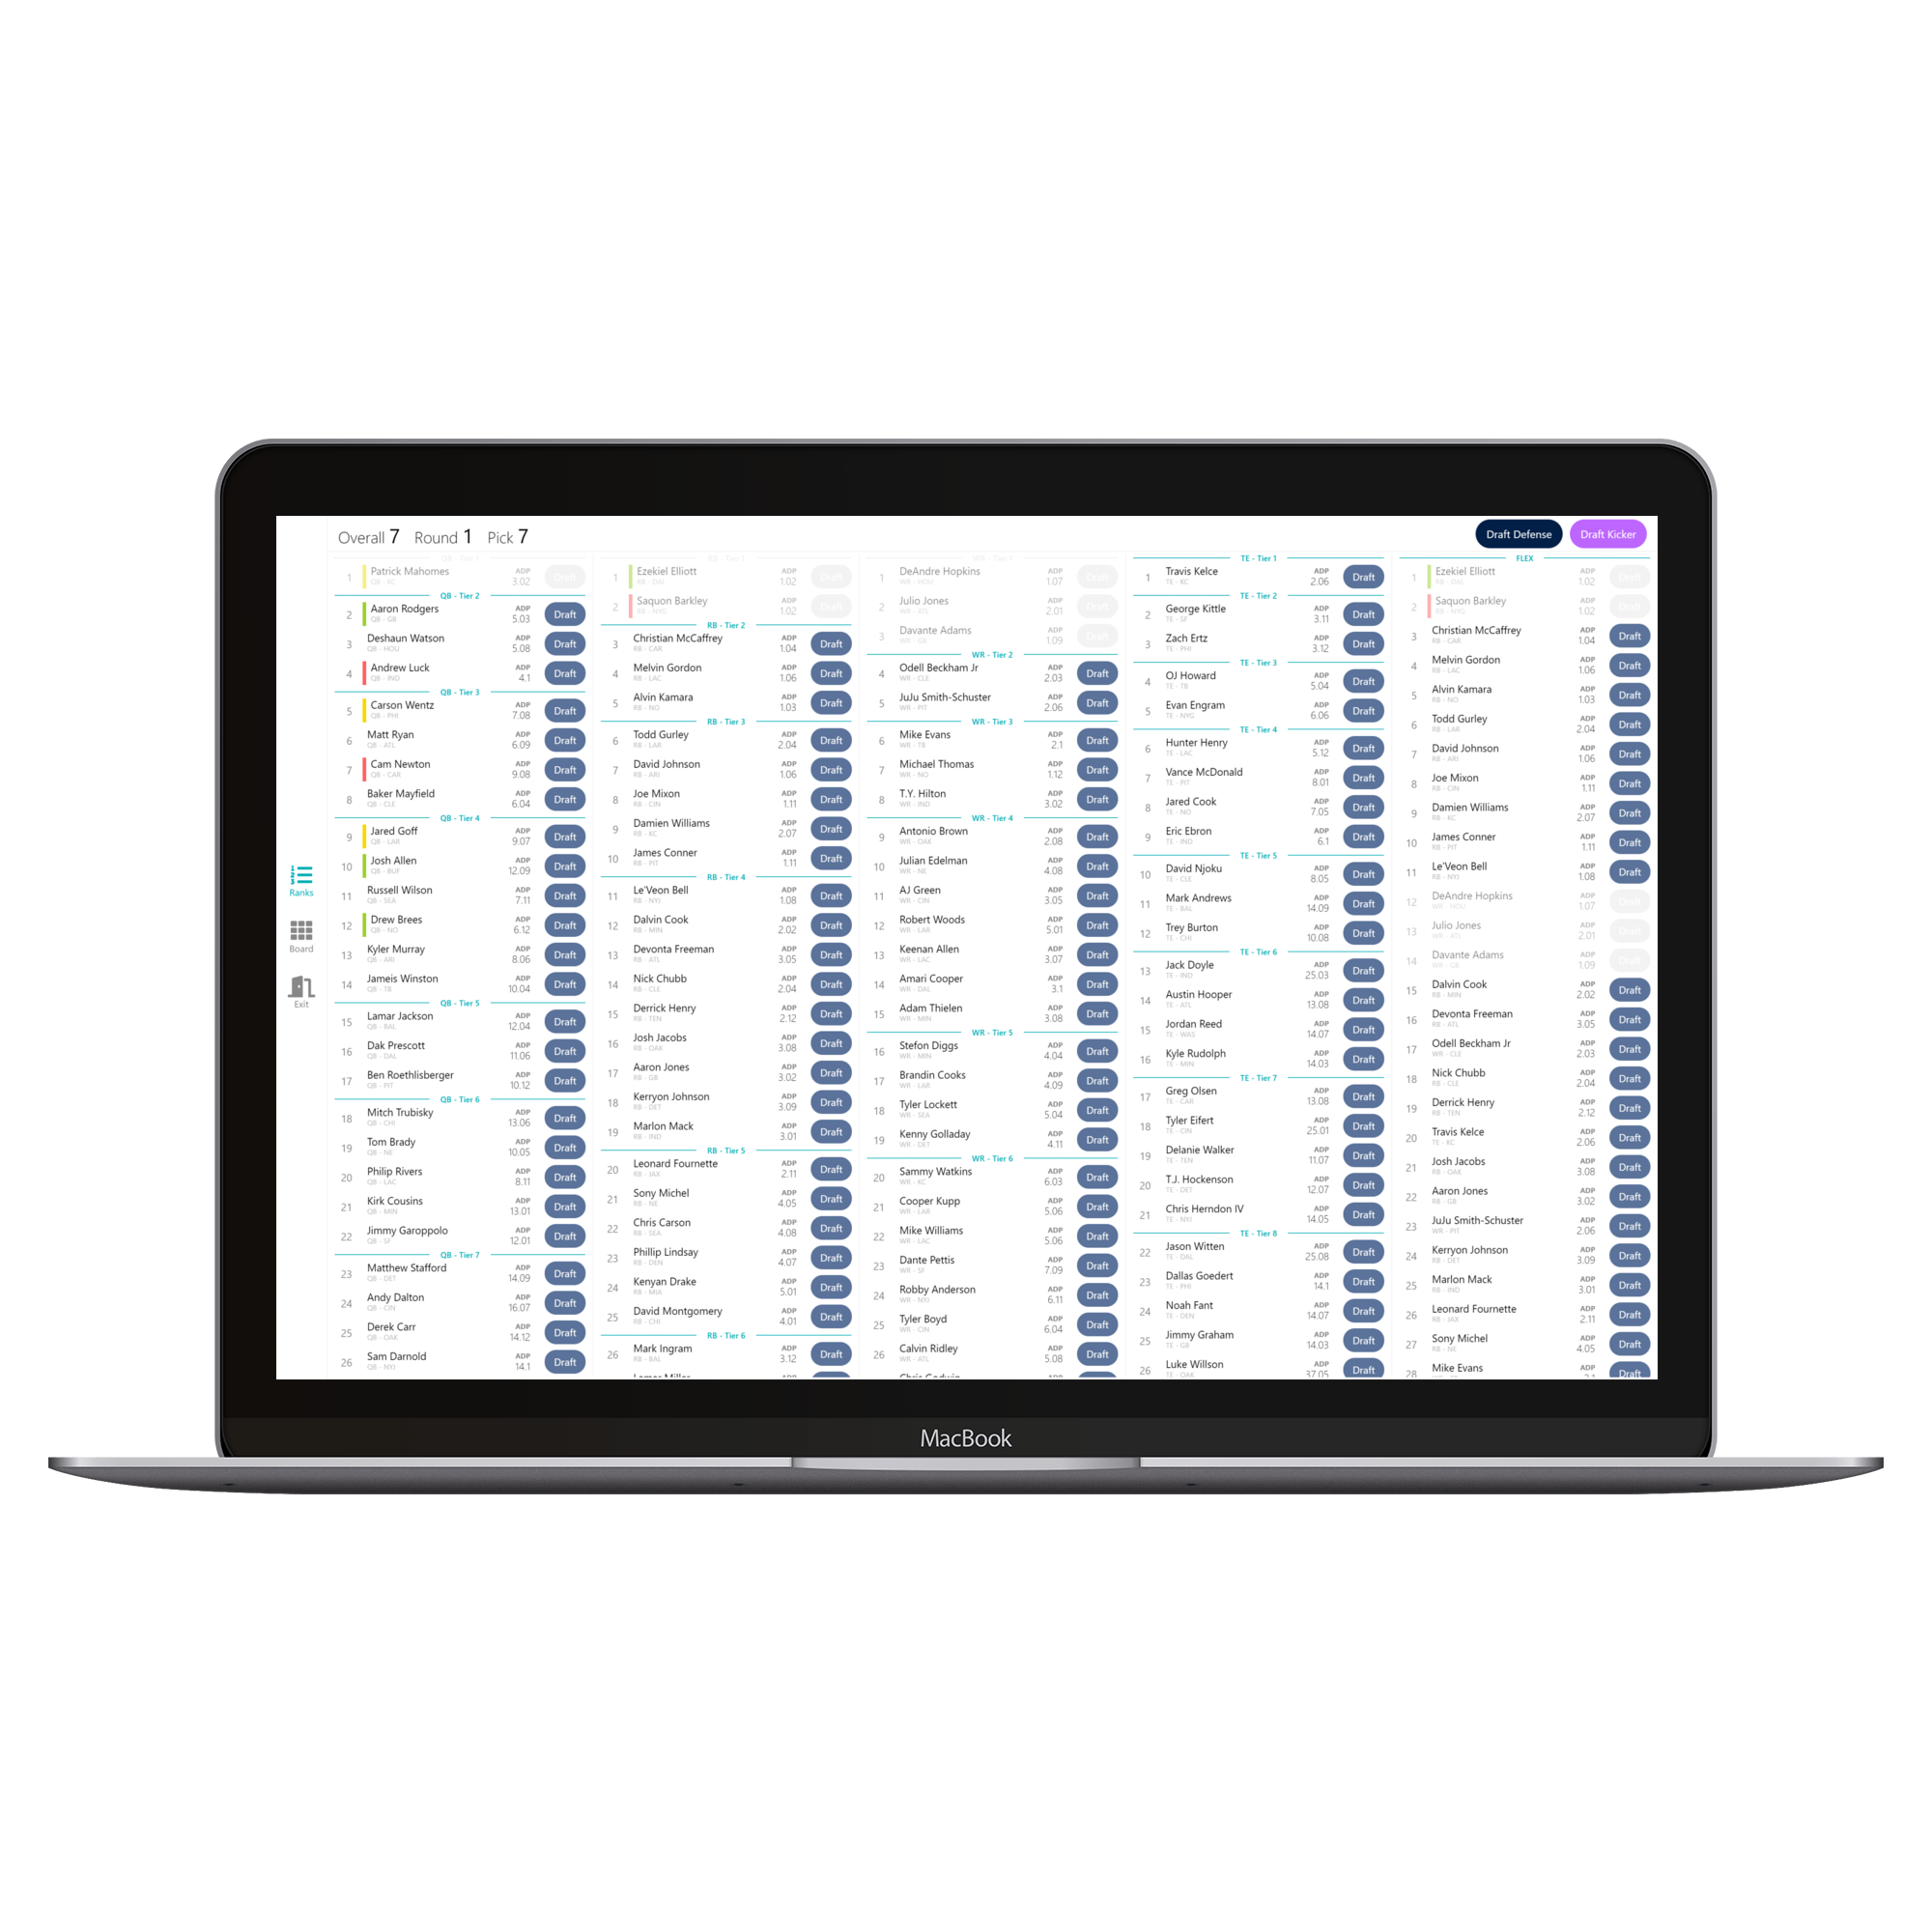 Overall 7 Round 1 Pick 7
Draft Defense
Draft Kicker
Ranks
Board
Exit
QB - Tier 1
1 Patrick Mahomes ADP Draft
QB - KC 3.02
QB - Tier 2
2 Aaron Rodgers ADP Draft
QB - GB 5.03
3 Deshaun Watson ADP Draft
QB - HOU 5.08
4 Andrew Luck ADP Draft
QB - IND 4.1
QB - Tier 3
5 Carson Wentz ADP Draft
QB - PHI 7.08
6 Matt Ryan ADP Draft
QB - ATL 6.09
7 Cam Newton ADP Draft
QB - CAR 9.08
8 Baker Mayfield ADP Draft
QB - CLE 6.04
QB - Tier 4
9 Jared Goff ADP Draft
QB - LAR 9.07
10 Josh Allen ADP Draft
QB - BUF 12.09
11 Russell Wilson ADP Draft
QB - SEA 7.11
12 Drew Brees ADP Draft
QB - NO 6.12
13 Kyler Murray ADP Draft
QB - ARI 8.06
14 Jameis Winston ADP Draft
QB - TB 10.04
QB - Tier 5
15 Lamar Jackson ADP Draft
QB - BAL 12.04
16 Dak Prescott ADP Draft
QB - DAL 11.06
17 Ben Roethlisberger ADP Draft
QB - PIT 10.12
QB - Tier 6
18 Mitch Trubisky ADP Draft
QB - CHI 13.06
19 Tom Brady ADP Draft
QB - NE 10.05
20 Philip Rivers ADP Draft
QB - LAC 8.11
21 Kirk Cousins ADP Draft
QB - MIN 13.01
22 Jimmy Garoppolo ADP Draft
QB - SF 12.01
QB - Tier 7
23 Matthew Stafford ADP Draft
QB - DET 14.09
24 Andy Dalton ADP Draft
QB - CIN 16.07
25 Derek Carr ADP Draft
QB - OAK 14.12
26 Sam Darnold ADP Draft
QB - NYJ 14.1
RB - Tier 1
1 Ezekiel Elliott ADP Draft
RB - DAL 1.02
2 Saquon Barkley ADP Draft
RB - NYG 1.02
RB - Tier 2
3 Christian McCaffrey ADP Draft
RB - CAR 1.04
4 Melvin Gordon ADP Draft
RB - LAC 1.06
5 Alvin Kamara ADP Draft
RB - NO 1.03
RB - Tier 3
6 Todd Gurley ADP Draft
RB - LAR 2.04
7 David Johnson ADP Draft
RB - ARI 1.06
8 Joe Mixon ADP Draft
RB - CIN 1.11
9 Damien Williams ADP Draft
RB - KC 2.07
10 James Conner ADP Draft
RB - PIT 1.11
RB - Tier 4
11 Le'Veon Bell ADP Draft
RB - NYJ 1.08
12 Dalvin Cook ADP Draft
RB - MIN 2.02
13 Devonta Freeman ADP Draft
RB - ATL 3.05
14 Nick Chubb ADP Draft
RB - CLE 2.04
15 Derrick Henry ADP Draft
RB - TEN 2.12
16 Josh Jacobs ADP Draft
RB - OAK 3.08
17 Aaron Jones ADP Draft
RB - GB 3.02
18 Kerryon Johnson ADP Draft
RB - DET 3.09
19 Marlon Mack ADP Draft
RB - IND 3.01
RB - Tier 5
20 Leonard Fournette ADP Draft
RB - JAX 2.11
21 Sony Michel ADP Draft
RB - NE 4.05
22 Chris Carson ADP Draft
RB - SEA 4.08
23 Phillip Lindsay ADP Draft
RB - DEN 4.07
24 Kenyan Drake ADP Draft
RB - MIA 5.01
25 David Montgomery ADP Draft
RB - CHI 4.01
RB - Tier 6
26 Mark Ingram ADP Draft
RB - BAL 3.12
WR - Tier 1
1 DeAndre Hopkins ADP Draft
WR - HOU 1.07
2 Julio Jones ADP Draft
WR - ATL 2.01
3 Davante Adams ADP Draft
WR - GB 1.09
WR - Tier 2
4 Odell Beckham Jr ADP Draft
WR - CLE 2.03
5 JuJu Smith-Schuster ADP Draft
WR - PIT 2.06
WR - Tier 3
6 Mike Evans ADP Draft
WR - TB 2.1
7 Michael Thomas ADP Draft
WR - NO 1.12
8 T.Y. Hilton ADP Draft
WR - IND 3.02
WR - Tier 4
9 Antonio Brown ADP Draft
WR - OAK 2.08
10 Julian Edelman ADP Draft
WR - NE 4.08
11 AJ Green ADP Draft
WR - CIN 3.05
12 Robert Woods ADP Draft
WR - LAR 5.01
13 Keenan Allen ADP Draft
WR - LAC 3.07
14 Amari Cooper ADP Draft
WR - DAL 3.1
15 Adam Thielen ADP Draft
WR - MIN 3.08
WR - Tier 5
16 Stefon Diggs ADP Draft
WR - MIN 4.04
17 Brandin Cooks ADP Draft
WR - LAR 4.09
18 Tyler Lockett ADP Draft
WR - SEA 5.04
19 Kenny Golladay ADP Draft
WR - DET 4.11
WR - Tier 6
20 Sammy Watkins ADP Draft
WR - KC 6.03
21 Cooper Kupp ADP Draft
WR - LAR 5.06
22 Mike Williams ADP Draft
WR - LAC 5.06
23 Dante Pettis ADP Draft
WR - SF 7.09
24 Robby Anderson ADP Draft
WR - NYJ 6.11
25 Tyler Boyd ADP Draft
WR - CIN 6.04
26 Calvin Ridley ADP Draft
WR - ATL 5.08
TE - Tier 1
1 Travis Kelce ADP Draft
TE - KC 2.06
TE - Tier 2
2 George Kittle ADP Draft
TE - SF 3.11
3 Zach Ertz ADP Draft
TE - PHI 3.12
TE - Tier 3
4 OJ Howard ADP Draft
TE - TB 5.04
5 Evan Engram ADP Draft
TE - NYG 6.06
TE - Tier 4
6 Hunter Henry ADP Draft
TE - LAC 5.12
7 Vance McDonald ADP Draft
TE - PIT 8.01
8 Jared Cook ADP Draft
TE - NO 7.05
9 Eric Ebron ADP Draft
TE - IND 6.1
TE - Tier 5
10 David Njoku ADP Draft
TE - CLE 8.05
11 Mark Andrews ADP Draft
TE - BAL 14.09
12 Trey Burton ADP Draft
TE - CHI 10.08
TE - Tier 6
13 Jack Doyle ADP Draft
TE - IND 25.03
14 Austin Hooper ADP Draft
TE - ATL 13.08
15 Jordan Reed ADP Draft
TE - WAS 14.07
16 Kyle Rudolph ADP Draft
TE - MIN 14.03
TE - Tier 7
17 Greg Olsen ADP Draft
TE - CAR 13.08
18 Tyler Eifert ADP Draft
TE - CIN 25.01
19 Delanie Walker ADP Draft
TE - TEN 11.07
20 T.J. Hockenson ADP Draft
TE - DET 12.07
21 Chris Herndon IV ADP Draft
TE - NYJ 14.05
TE - Tier 8
22 Jason Witten ADP Draft
TE - DAL 25.08
23 Dallas Goedert ADP Draft
TE - PHI 14.1
24 Noah Fant ADP Draft
TE - DEN 14.07
25 Jimmy Graham ADP Draft
TE - GB 14.03
26 Luke Willson ADP Draft
TE - OAK 37.05
FLEX
1 Ezekiel Elliott ADP Draft
RB - DAL 1.02
2 Saquon Barkley ADP Draft
RB - NYG 1.02
3 Christian McCaffrey ADP Draft
RB - CAR 1.04
4 Melvin Gordon ADP Draft
RB - LAC 1.06
5 Alvin Kamara ADP Draft
RB - NO 1.03
6 Todd Gurley ADP Draft
RB - LAR 2.04
7 David Johnson ADP Draft
RB - ARI 1.06
8 Joe Mixon ADP Draft
RB - CIN 1.11
9 Damien Williams ADP Draft
RB - KC 2.07
10 James Conner ADP Draft
RB - PIT 1.11
11 Le'Veon Bell ADP Draft
RB - NYJ 1.08
12 DeAndre Hopkins ADP Draft
WR - HOU 1.07
13 Julio Jones ADP Draft
WR - ATL 2.01
14 Davante Adams ADP Draft
WR - GB 1.09
15 Dalvin Cook ADP Draft
RB - MIN 2.02
16 Devonta Freeman ADP Draft
RB - ATL 3.05
17 Odell Beckham Jr ADP Draft
WR - CLE 2.03
18 Nick Chubb ADP Draft
RB - CLE 2.04
19 Derrick Henry ADP Draft
RB - TEN 2.12
20 Travis Kelce ADP Draft
TE - KC 2.06
21 Josh Jacobs ADP Draft
RB - OAK 3.08
22 Aaron Jones ADP Draft
RB - GB 3.02
23 JuJu Smith-Schuster ADP Draft
WR - PIT 2.06
24 Kerryon Johnson ADP Draft
RB - DET 3.09
25 Marlon Mack ADP Draft
RB - IND 3.01
26 Leonard Fournette ADP Draft
RB - JAX 2.11
27 Sony Michel ADP Draft
RB - NE 4.05
28 Mike Evans ADP Draft
MacBook